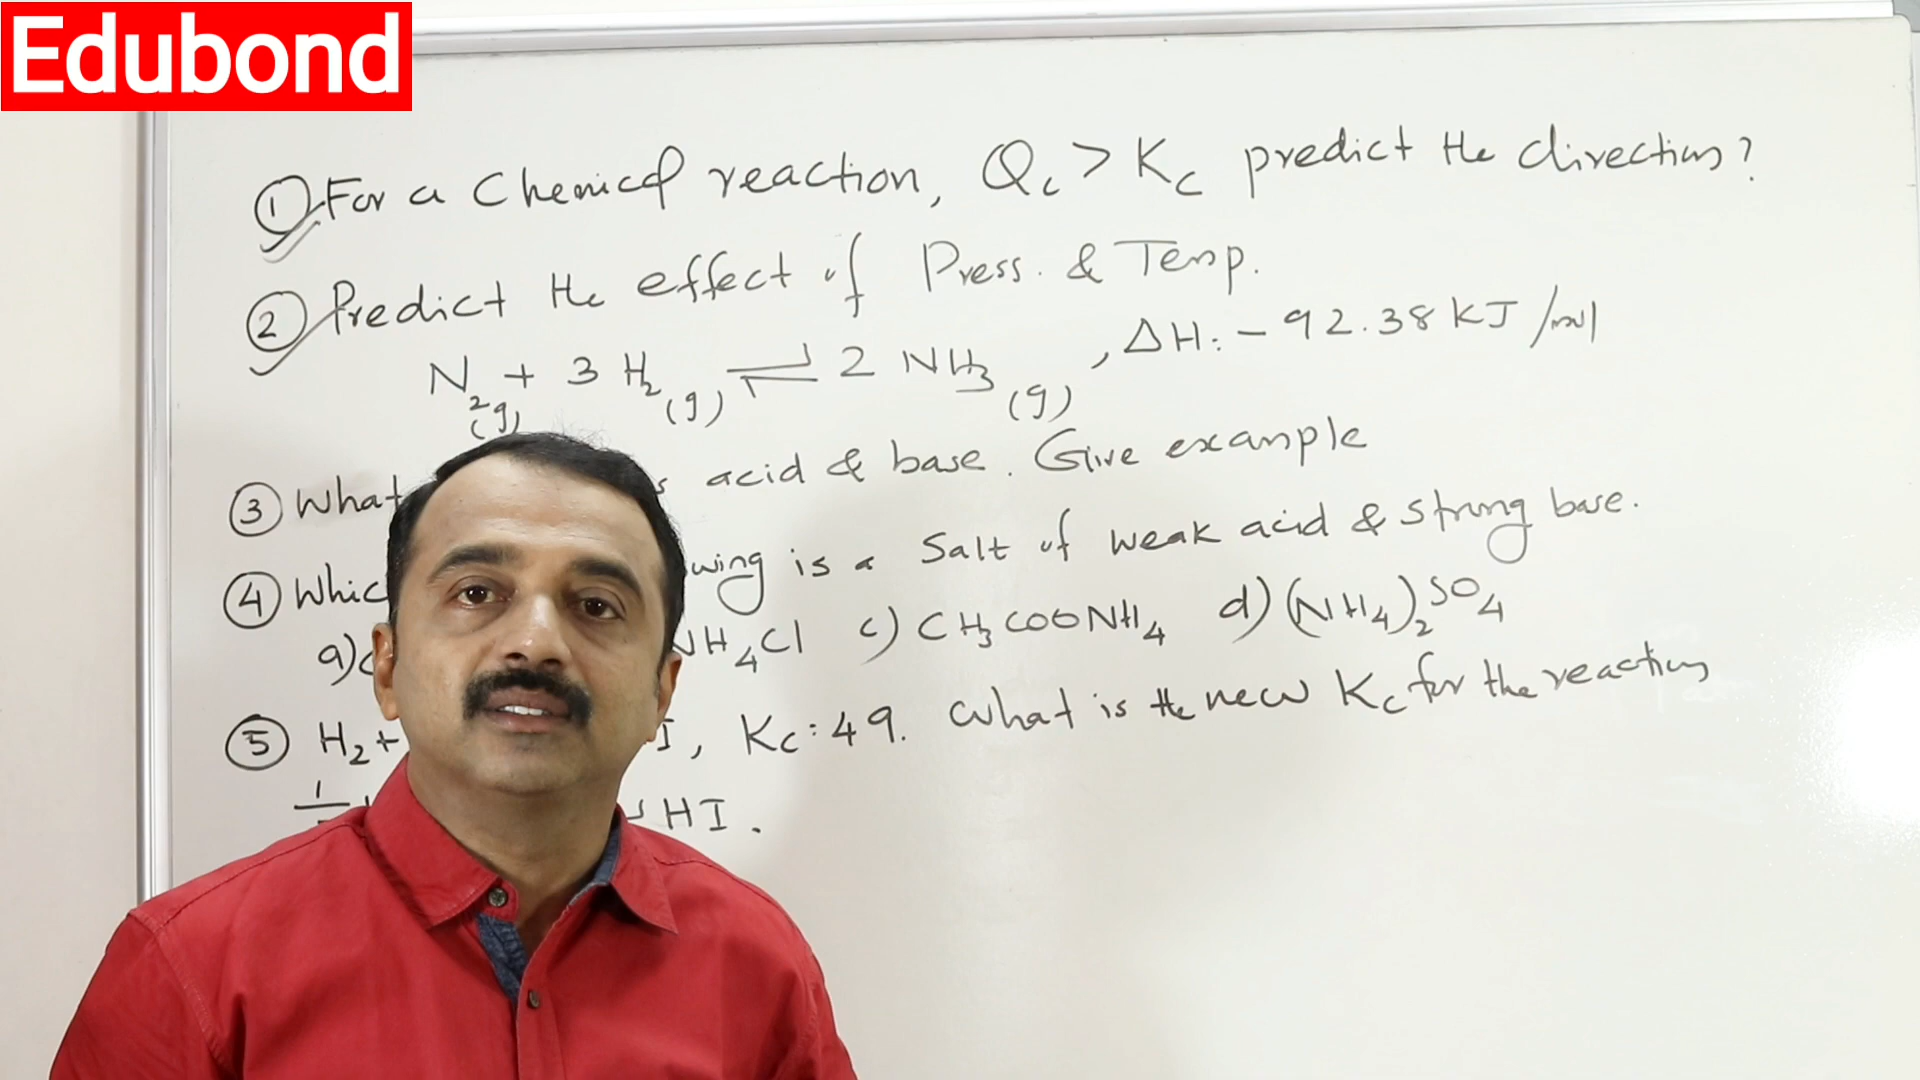 Edubond
① For a Chemical reaction, Qc > Kc predict the direction?
② Predict the effect of Press. & Temp.
N2(g) + 3 H2(g) ⇌ 2 NH3(g), ΔH: -92.38 KJ/mol
③ What acid & base. Give example
④ is a Salt of weak acid & strong base.
a) NH4Cl c) CH3COONH4 d) (NH4)2SO4
⑤ H2 + I, Kc: 49. What is the new Kc for the reaction
HI.